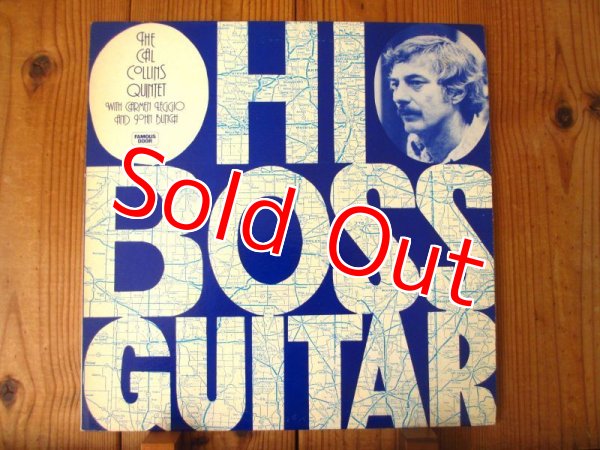 THE
CAL
COLLINS
QUINTET
WITH CARMEN LEGGIO
AND JOHN BUNCH
FAMOUS
DOOR
OHIO
BOSS
GUITAR
Sold Out